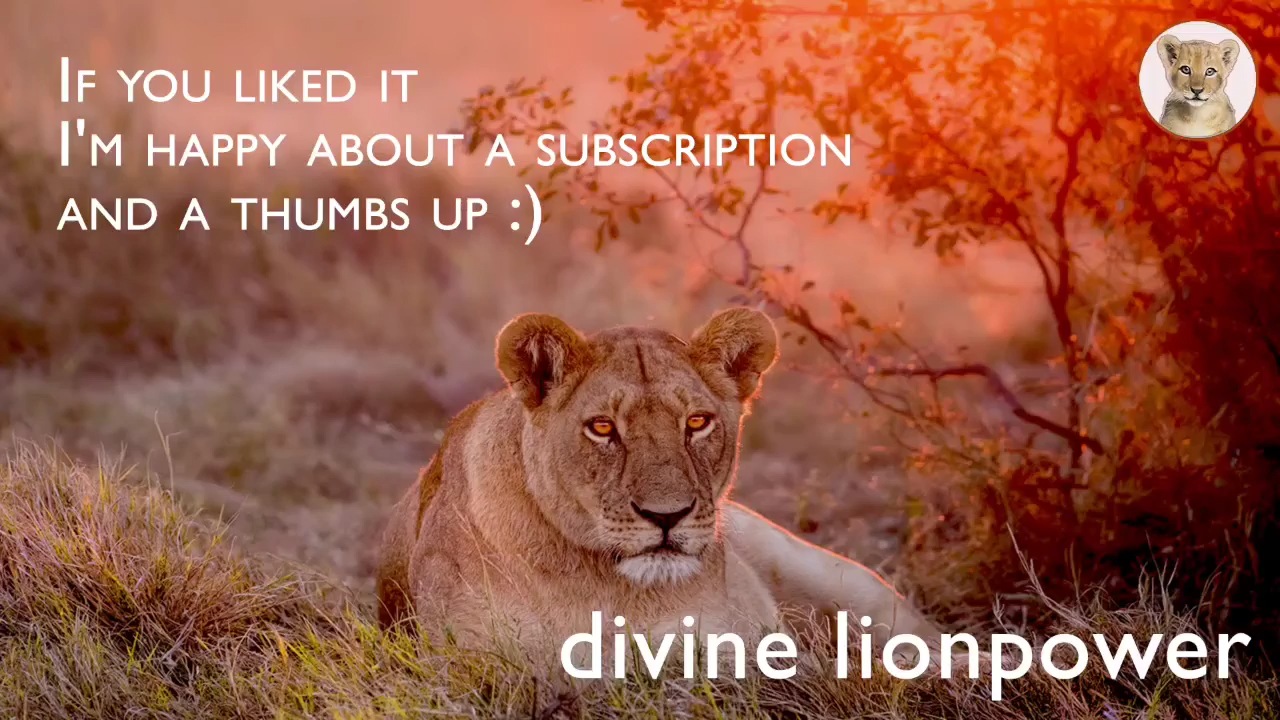 If you liked it
I'm happy about a subscription
and a thumbs up :)
divine lionpower